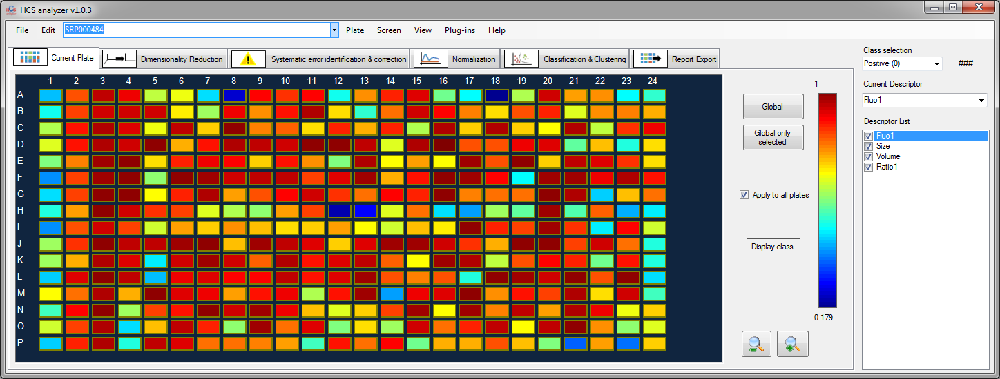 HCS analyzer v1.0.3
File Edit SRP000484 Plate Screen View Plug-ins Help
Current Plate Dimensionality Reduction Systematic error identification & correction Normalization Classification & Clustering Report Export
1 2 3 4 5 6 7 8 9 10 11 12 13 14 15 16 17 18 19 20 21 22 23 24
A
B
C
D
E
F
G
H
I
J
K
L
M
N
O
P
Global
Global only
selected
Apply to all plates
Display class
1
0.179
Class selection
Positive (0) ###
Current Descriptor
Fluo1
Descriptor List
Fluo1
Size
Volume
Ratio1